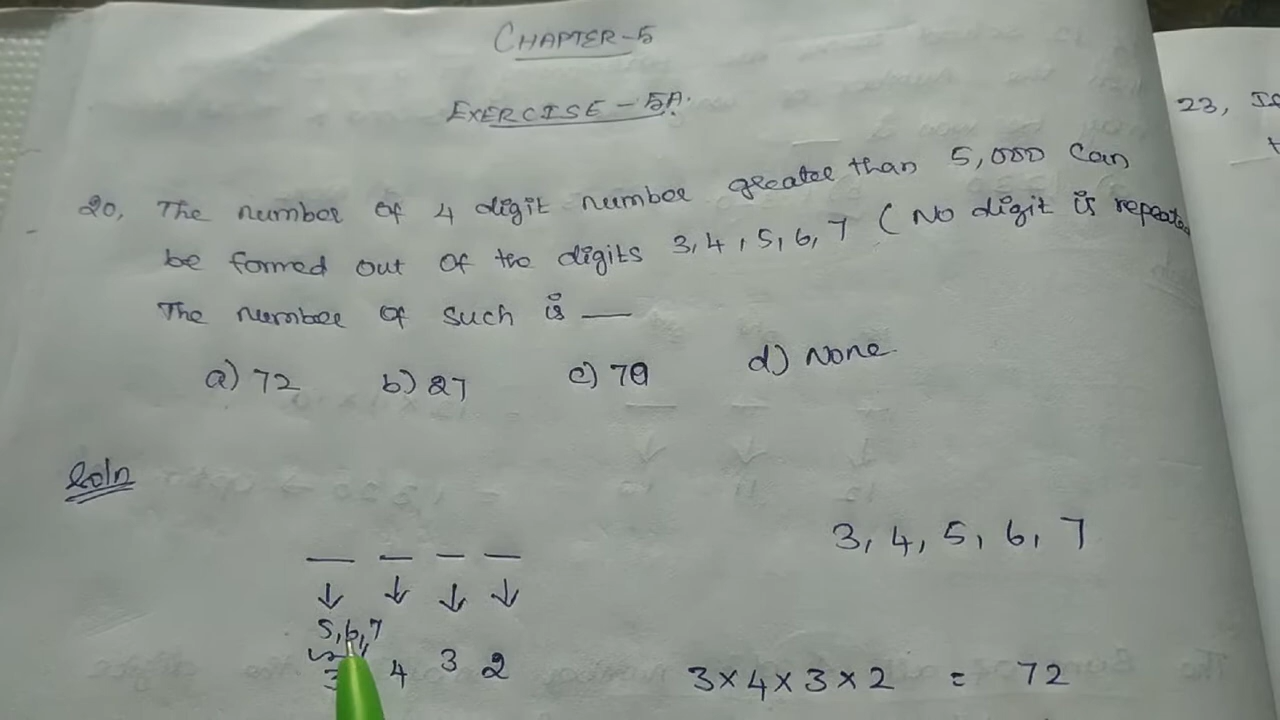 CHAPTER-5
EXERCISE-5A.
20, The number of 4 digit number greater than 5,000 can
be formed out of the digits 3,4,5,6,7 (No digit is repeated
The number of such is —
a) 72 b) 27 c) 70 d) None
Soln
3, 4, 5, 6, 7
5,6,7
3 4 3 2
3×4×3×2 = 72
23,